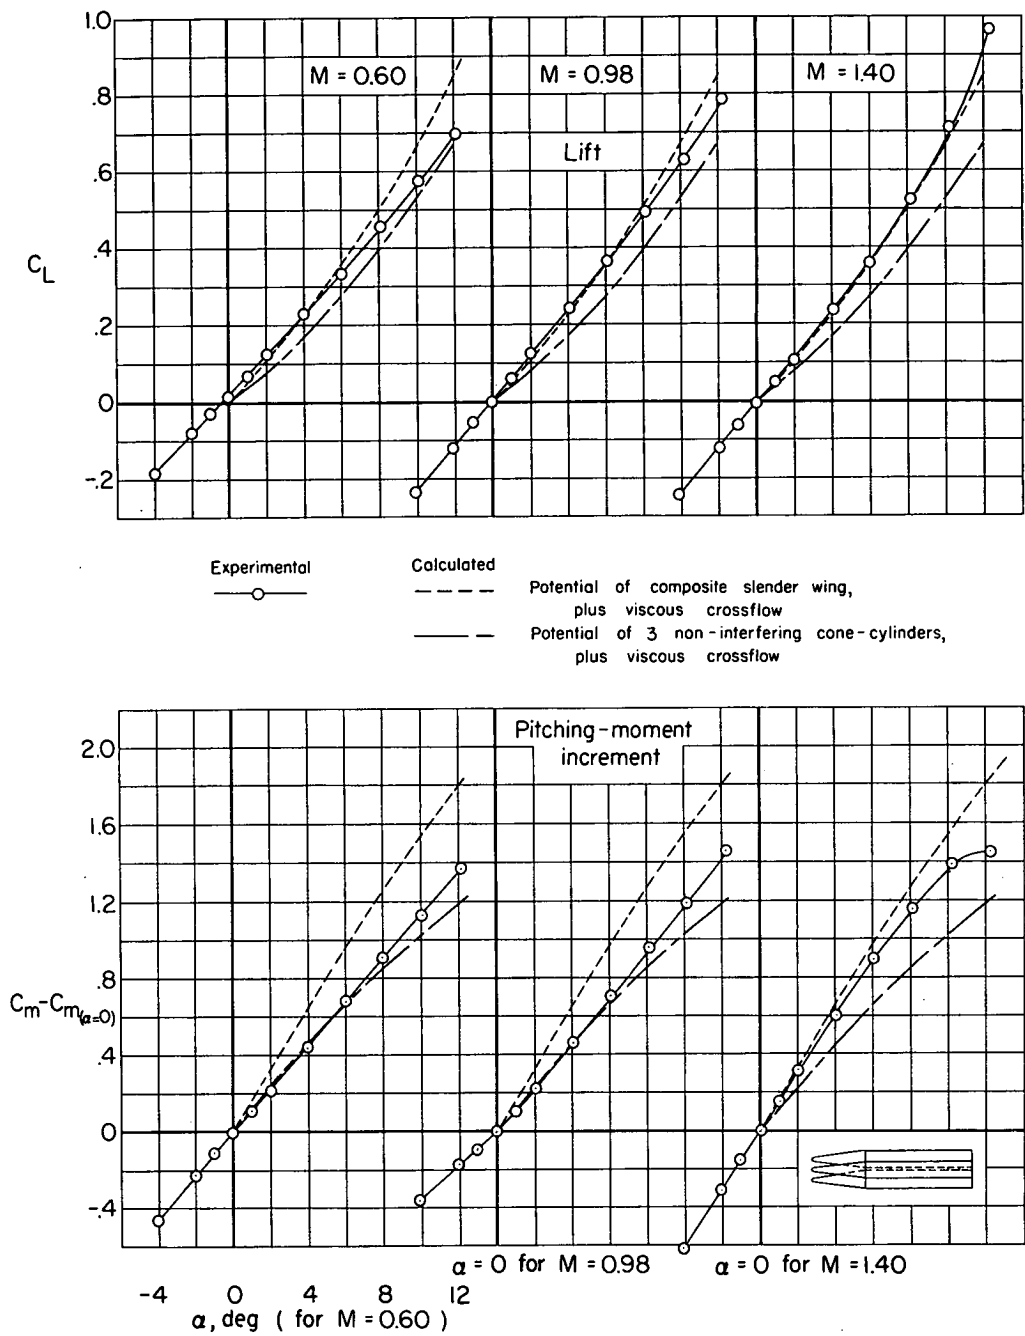 1.0
.8
.6
.4
.2
0
-.2
C_L
M = 0.60
M = 0.98
M = 1.40
Lift
Experimental
Calculated
Potential of composite slender wing,
plus viscous crossflow
Potential of 3 non-interfering cone-cylinders,
plus viscous crossflow
Pitching-moment
increment
2.0
1.6
1.2
.8
.4
0
-.4
C_m-C_m(α=0)
α = 0 for M = 0.98
α = 0 for M = 1.40
-4 0 4 8 12
α, deg ( for M = 0.60 )